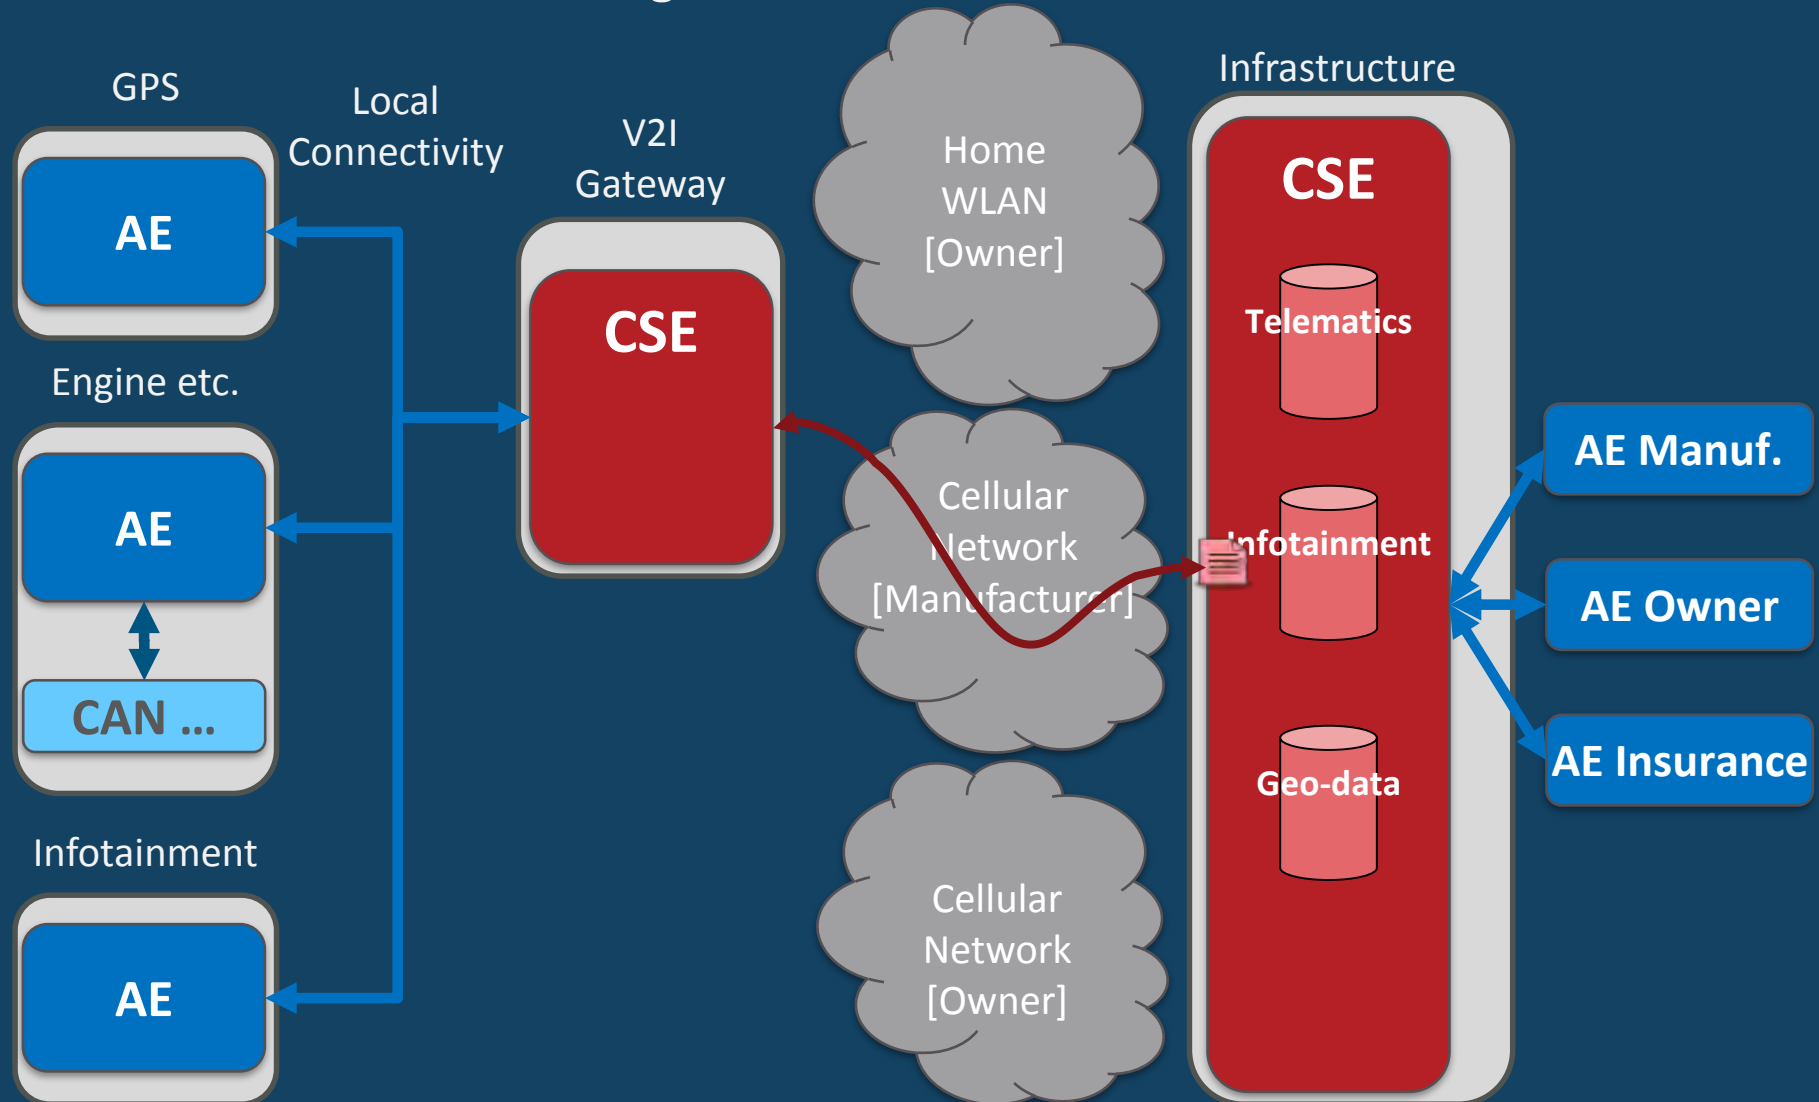 GPS
AE
Local
Connectivity
V2I
Gateway
CSE
Engine etc.
AE
CAN ...
Infotainment
AE
Home
WLAN
[Owner]
Cellular
Network
[Manufacturer]
Cellular
Network
[Owner]
Infrastructure
CSE
Telematics
Infotainment
Geo-data
AE Manuf.
AE Owner
AE Insurance